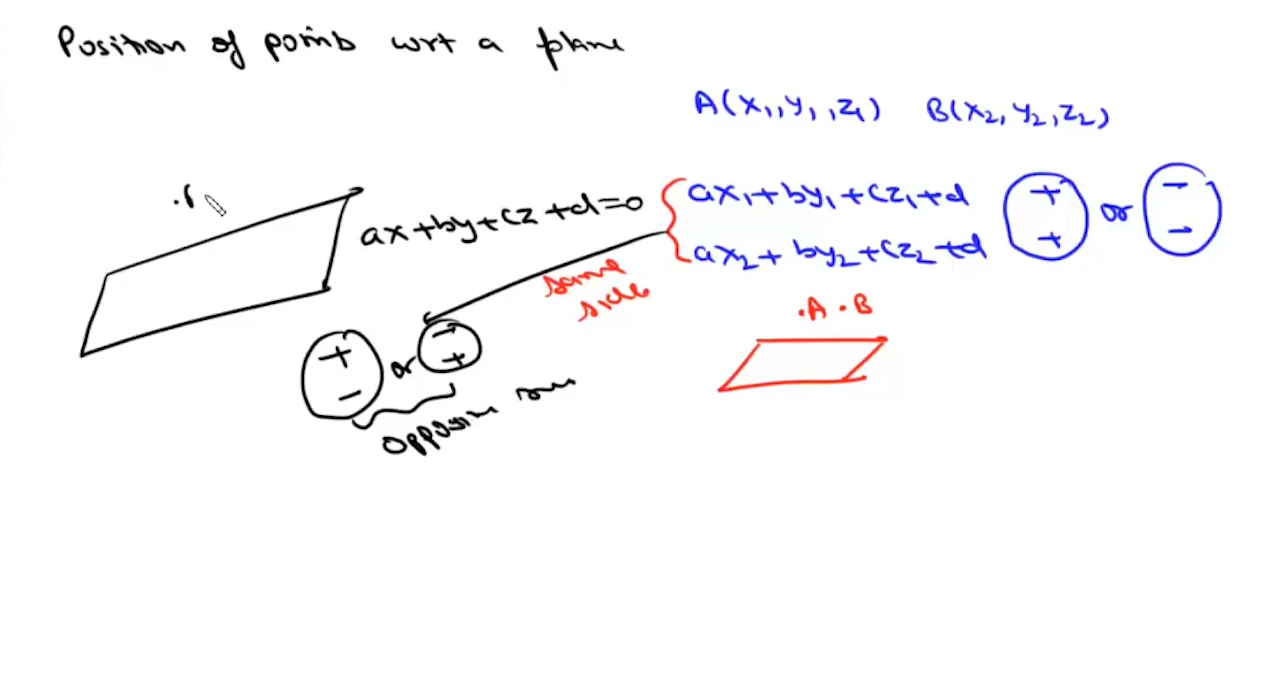 Position of points wrt a plane
A(x₁,y₁,z₁) B(x₂,y₂,z₂)
ax+by+cz+d=0
ax₁+by₁+cz₁+d
ax₂+by₂+cz₂+d
+
+
or
-
-
same
side
.A .B
+
-
or
-
+
opposite